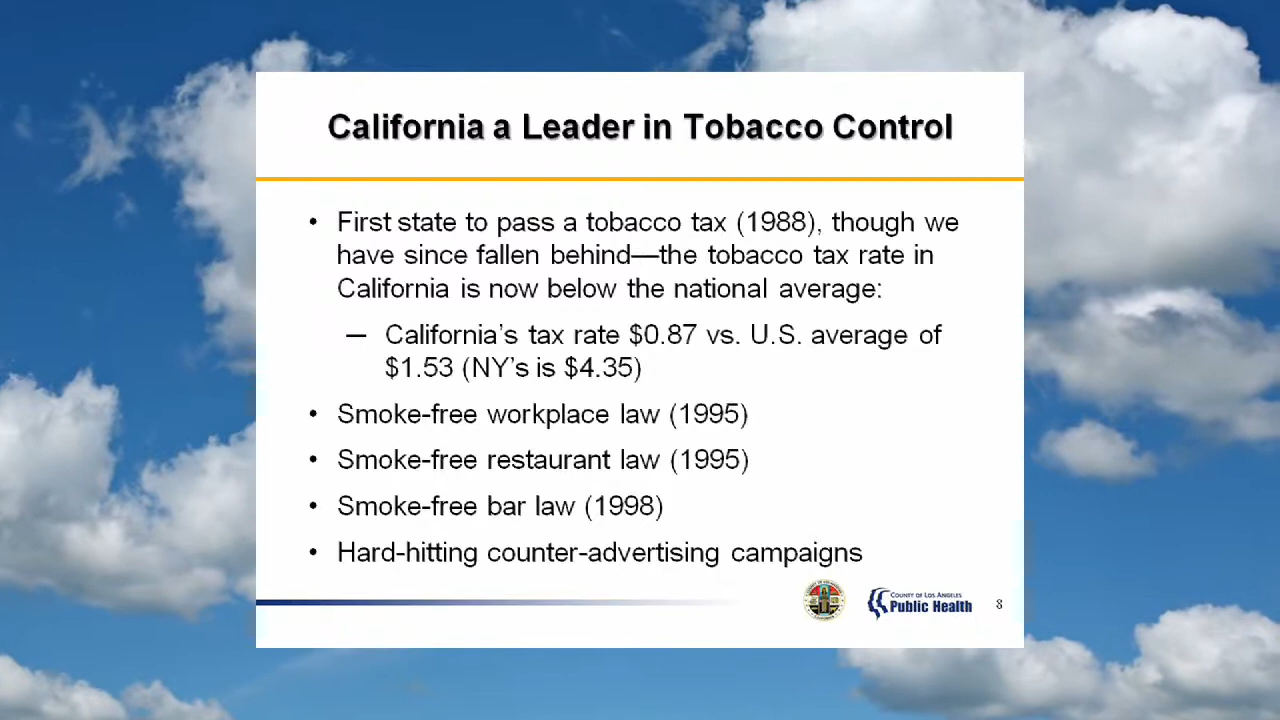 California a Leader in Tobacco Control
• First state to pass a tobacco tax (1988), though we
have since fallen behind—the tobacco tax rate in
California is now below the national average:
— California's tax rate $0.87 vs. U.S. average of
$1.53 (NY's is $4.35)
• Smoke-free workplace law (1995)
• Smoke-free restaurant law (1995)
• Smoke-free bar law (1998)
• Hard-hitting counter-advertising campaigns
COUNTY OF LOS ANGELES
Public Health
8